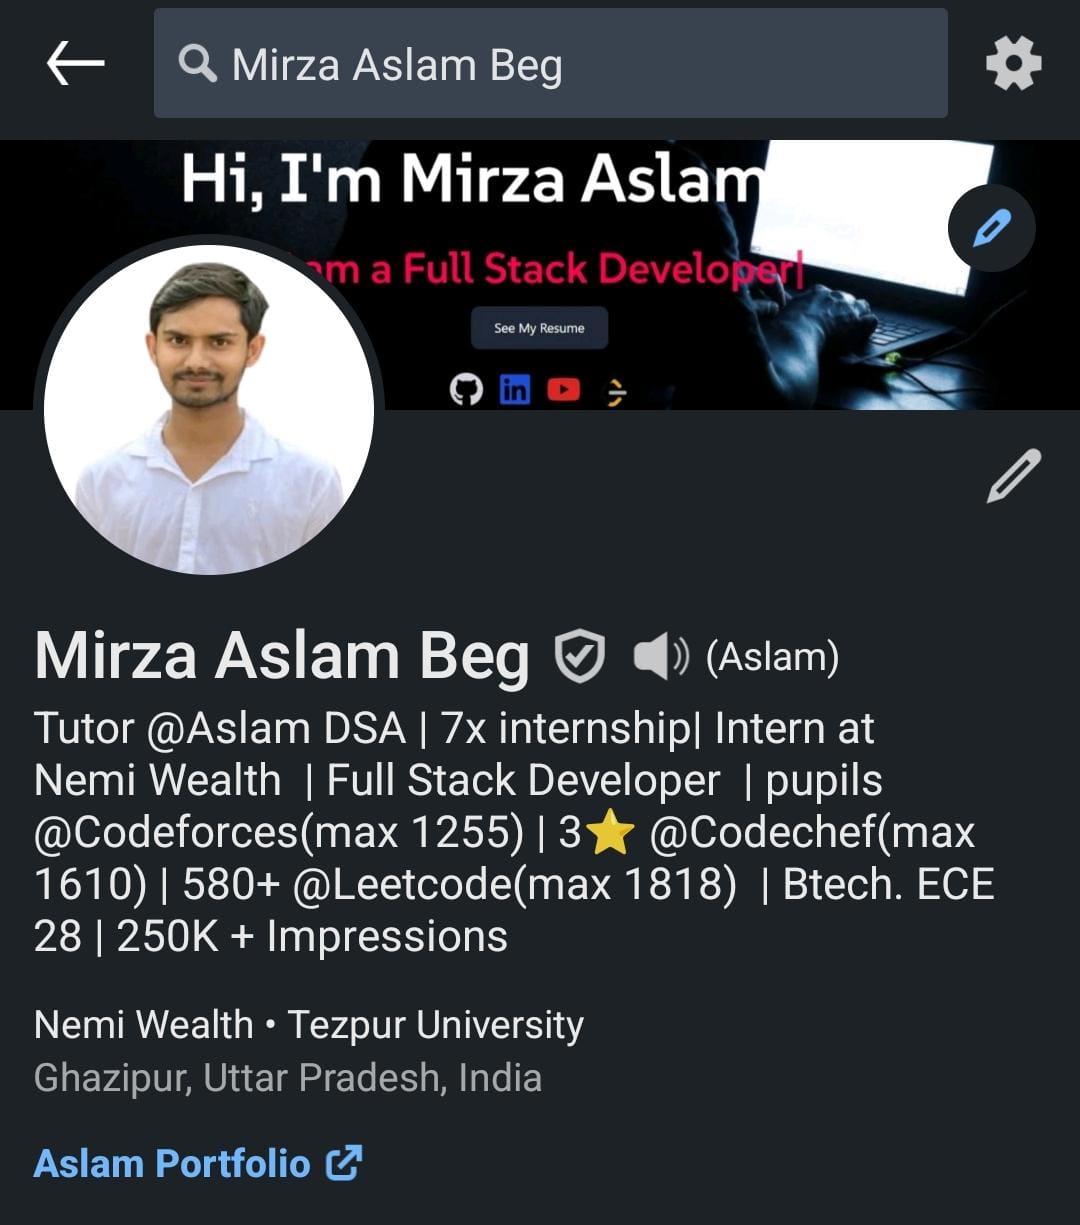 Mirza Aslam Beg
Hi, I'm Mirza Aslam
am a Full Stack Developer|
See My Resume
in
Mirza Aslam Beg (Aslam)
Tutor @Aslam DSA | 7x internship| Intern at
Nemi Wealth | Full Stack Developer | pupils
@Codeforces(max 1255) | 3⭐ @Codechef(max
1610) | 580+ @Leetcode(max 1818) | Btech. ECE
28 | 250K + Impressions
Nemi Wealth • Tezpur University
Ghazipur, Uttar Pradesh, India
Aslam Portfolio